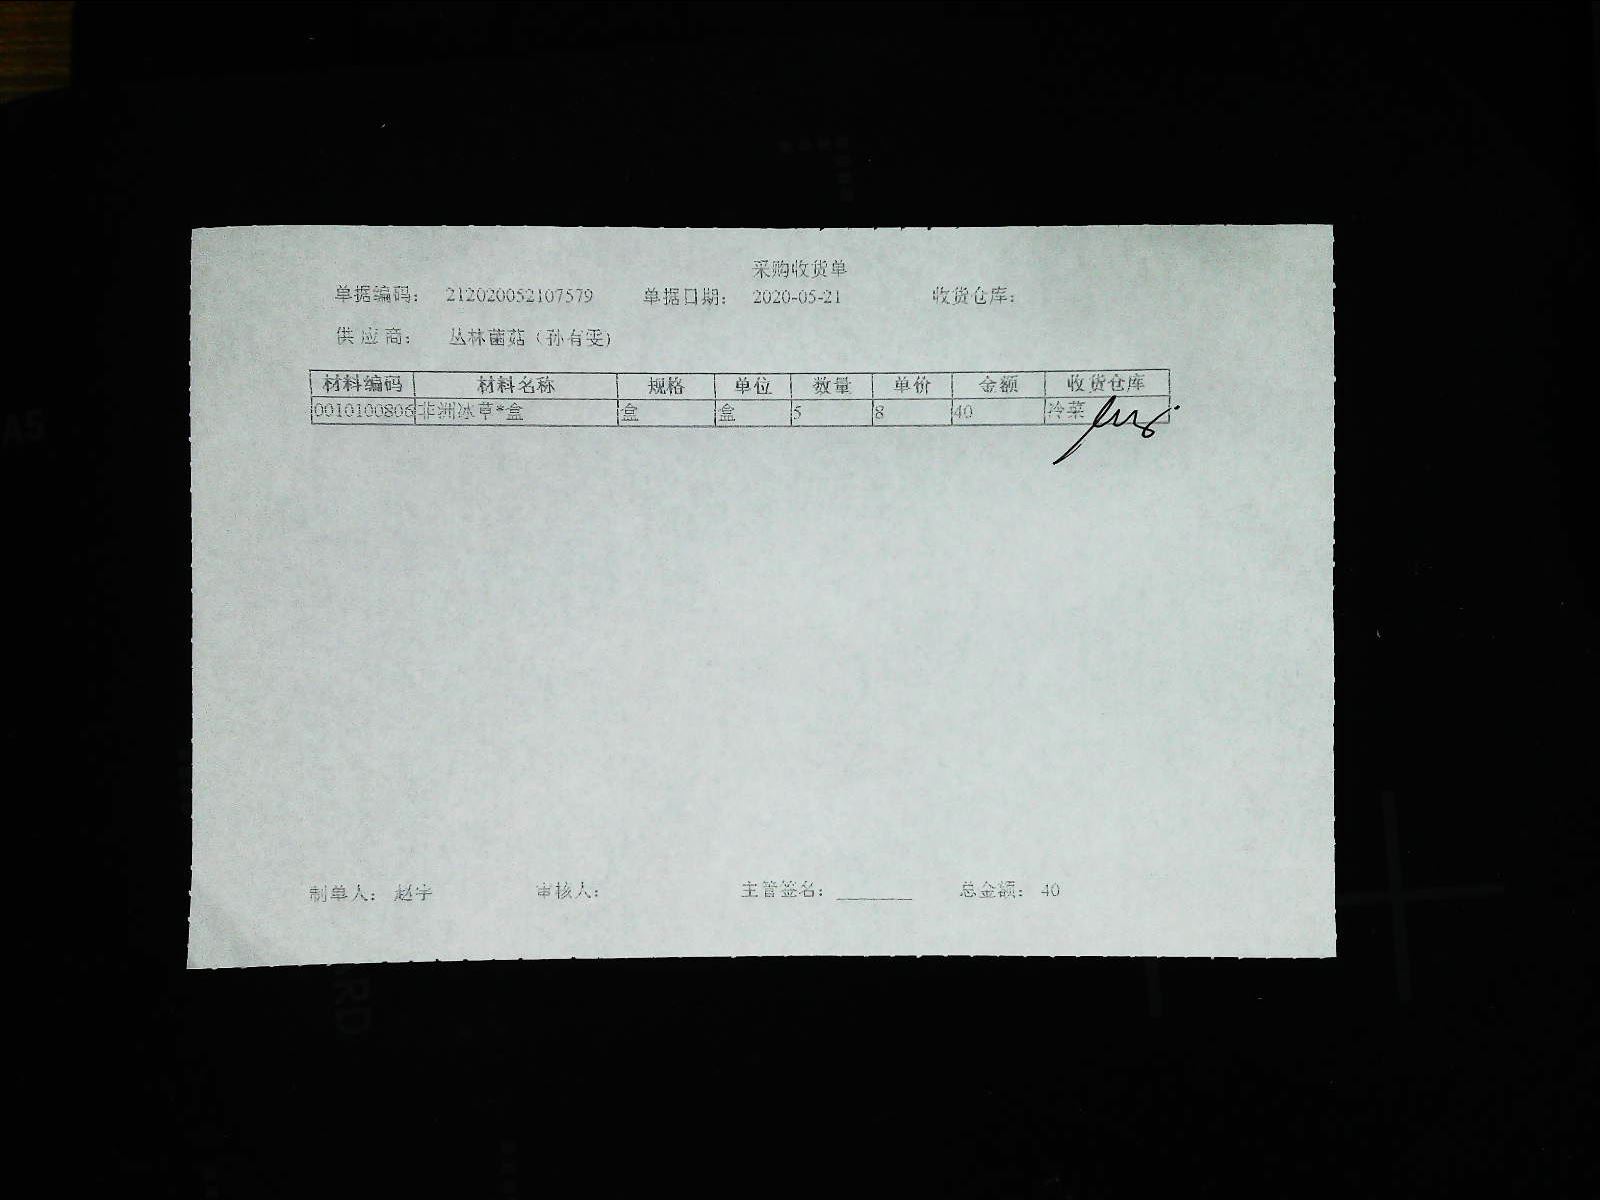 采购收货单
单据编码： 212020052107579 单据日期： 2020-05-21 收货仓库：
供应商： 丛林菌菇（孙有雯）
材料编码 材料名称 规格 单位 数量 单价 金额 收货仓库
0010100806 非洲冰草*盒 盒 盒 5 8 40 冷菜
制单人： 赵宇 审核人： 主管签名： ________ 总金额： 40
A5